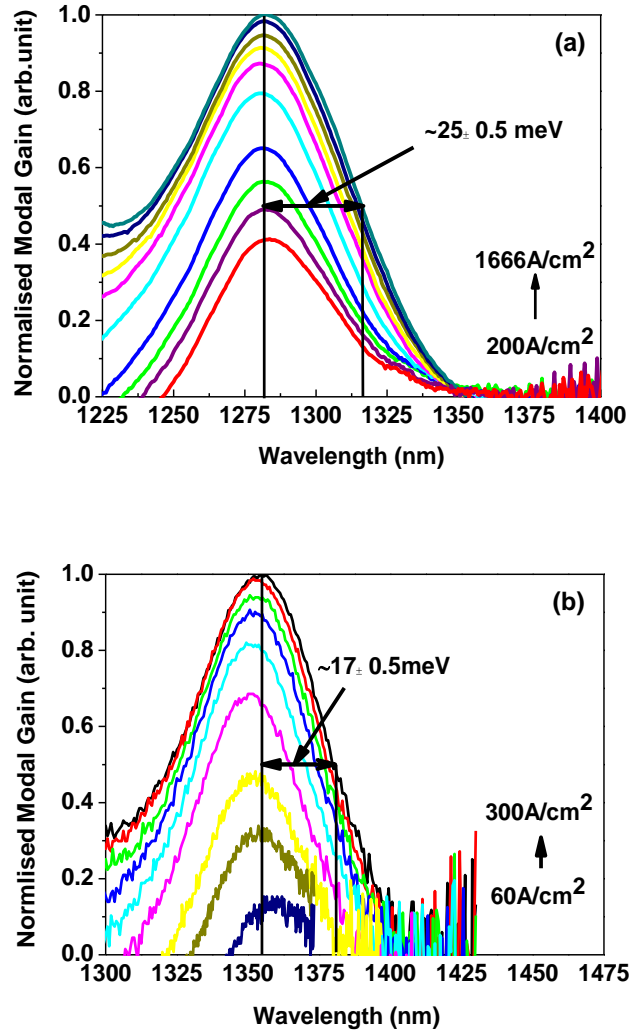 (a)
Normalised Modal Gain (arb.unit)
1.0
0.8
0.6
0.4
0.2
0.0
~25± 0.5 meV
1666A/cm²
200A/cm²
1225 1250 1275 1300 1325 1350 1375 1400
Wavelength (nm)
(b)
Normlised Modal Gain (arb. unit)
1.0
0.8
0.6
0.4
0.2
0.0
~17± 0.5meV
300A/cm²
60A/cm²
1300 1325 1350 1375 1400 1425 1450 1475
Wavelength (nm)